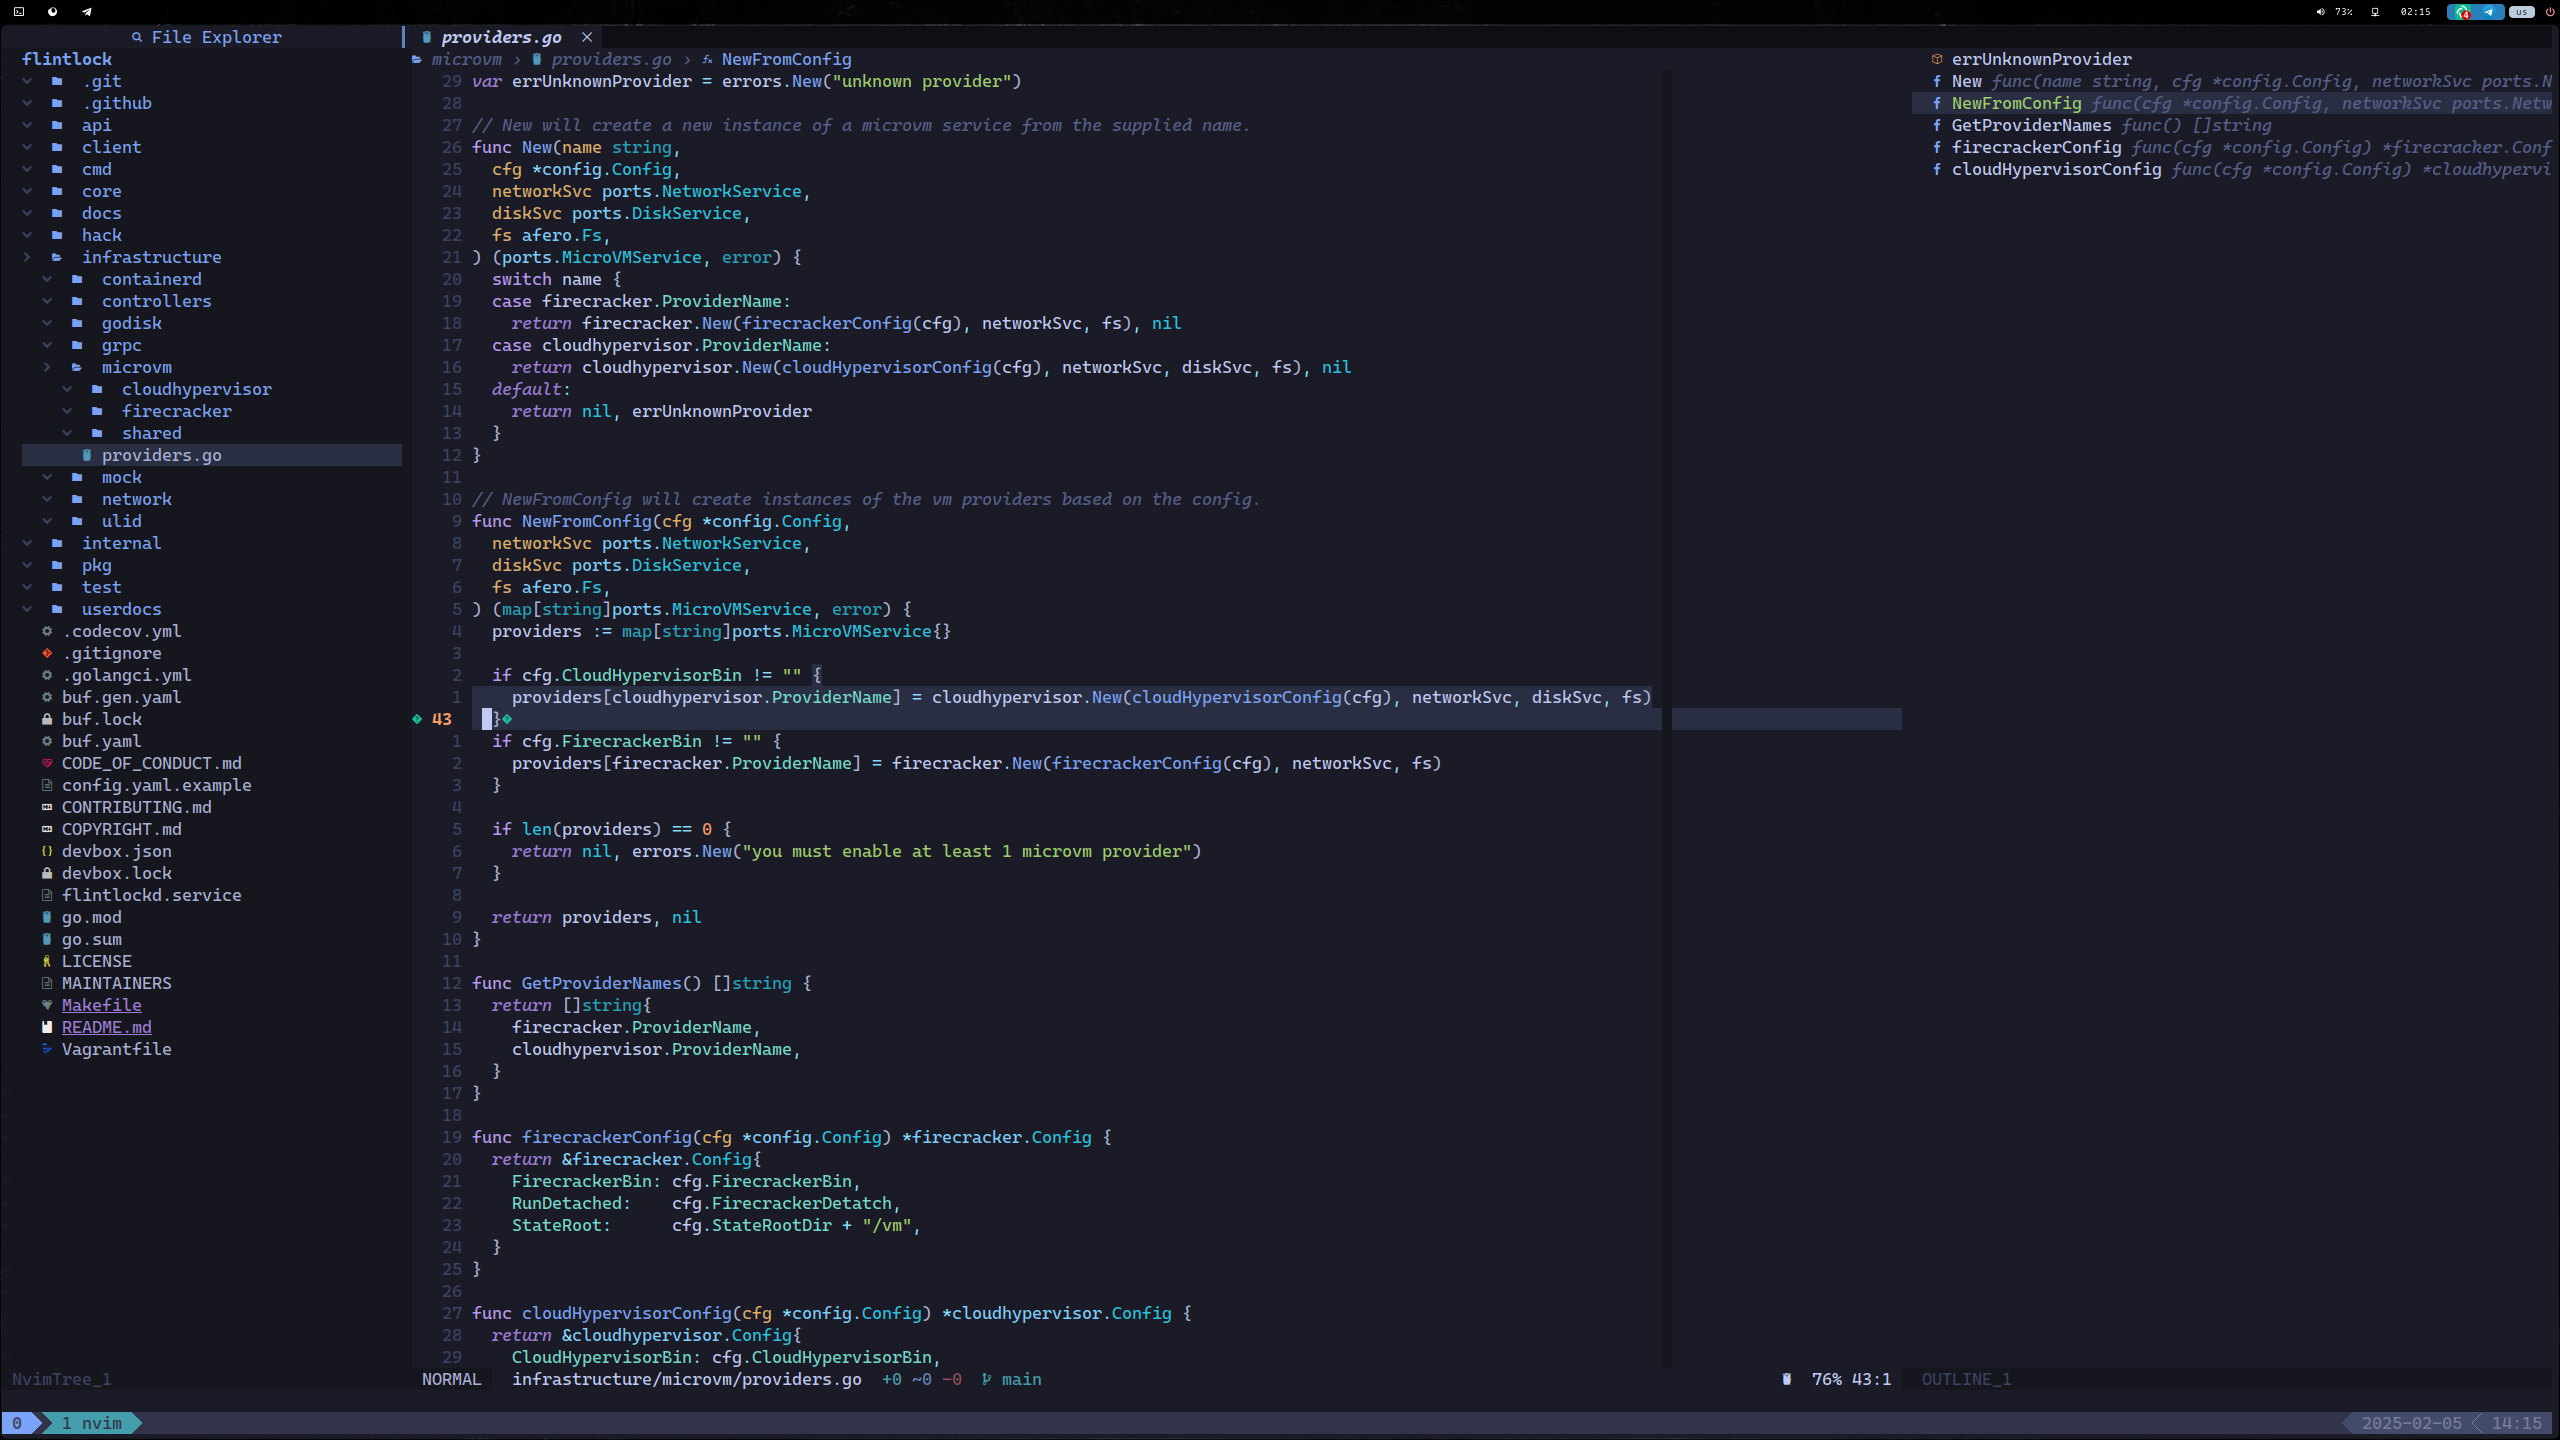 73%
02:15
4
us
File Explorer
flintlock
.git
.github
api
client
cmd
core
docs
hack
infrastructure
containerd
controllers
godisk
grpc
microvm
cloudhypervisor
firecracker
shared
providers.go
mock
network
ulid
internal
pkg
test
userdocs
.codecov.yml
.gitignore
.golangci.yml
buf.gen.yaml
buf.lock
buf.yaml
CODE_OF_CONDUCT.md
config.yaml.example
CONTRIBUTING.md
COPYRIGHT.md
devbox.json
devbox.lock
flintlockd.service
go.mod
go.sum
LICENSE
MAINTAINERS
Makefile
README.md
Vagrantfile
NvimTree_1
providers.go
microvm › providers.go › NewFromConfig
29 var errUnknownProvider = errors.New("unknown provider")
28
27 // New will create a new instance of a microvm service from the supplied name.
26 func New(name string,
25 cfg *config.Config,
24 networkSvc ports.NetworkService,
23 diskSvc ports.DiskService,
22 fs afero.Fs,
21 ) (ports.MicroVMService, error) {
20 switch name {
19 case firecracker.ProviderName:
18 return firecracker.New(firecrackerConfig(cfg), networkSvc, fs), nil
17 case cloudhypervisor.ProviderName:
16 return cloudhypervisor.New(cloudHypervisorConfig(cfg), networkSvc, diskSvc, fs), nil
15 default:
14 return nil, errUnknownProvider
13 }
12 }
11
10 // NewFromConfig will create instances of the vm providers based on the config.
9 func NewFromConfig(cfg *config.Config,
8 networkSvc ports.NetworkService,
7 diskSvc ports.DiskService,
6 fs afero.Fs,
5 ) (map[string]ports.MicroVMService, error) {
4 providers := map[string]ports.MicroVMService{}
3
2 if cfg.CloudHypervisorBin != "" {
1 providers[cloudhypervisor.ProviderName] = cloudhypervisor.New(cloudHypervisorConfig(cfg), networkSvc, diskSvc, fs)
43 }
1 if cfg.FirecrackerBin != "" {
2 providers[firecracker.ProviderName] = firecracker.New(firecrackerConfig(cfg), networkSvc, fs)
3 }
4
5 if len(providers) == 0 {
6 return nil, errors.New("you must enable at least 1 microvm provider")
7 }
8
9 return providers, nil
10 }
11
12 func GetProviderNames() []string {
13 return []string{
14 firecracker.ProviderName,
15 cloudhypervisor.ProviderName,
16 }
17 }
18
19 func firecrackerConfig(cfg *config.Config) *firecracker.Config {
20 return &firecracker.Config{
21 FirecrackerBin: cfg.FirecrackerBin,
22 RunDetached: cfg.FirecrackerDetatch,
23 StateRoot: cfg.StateRootDir + "/vm",
24 }
25 }
26
27 func cloudHypervisorConfig(cfg *config.Config) *cloudhypervisor.Config {
28 return &cloudhypervisor.Config{
29 CloudHypervisorBin: cfg.CloudHypervisorBin,
NORMAL infrastructure/microvm/providers.go +0 ~0 -0 main 76% 43:1
errUnknownProvider
f New func(name string, cfg *config.Config, networkSvc ports.N
f NewFromConfig func(cfg *config.Config, networkSvc ports.Netw
f GetProviderNames func() []string
f firecrackerConfig func(cfg *config.Config) *firecracker.Conf
f cloudHypervisorConfig func(cfg *config.Config) *cloudhypervi
OUTLINE_1
0 1 nvim
2025-02-05 14:15